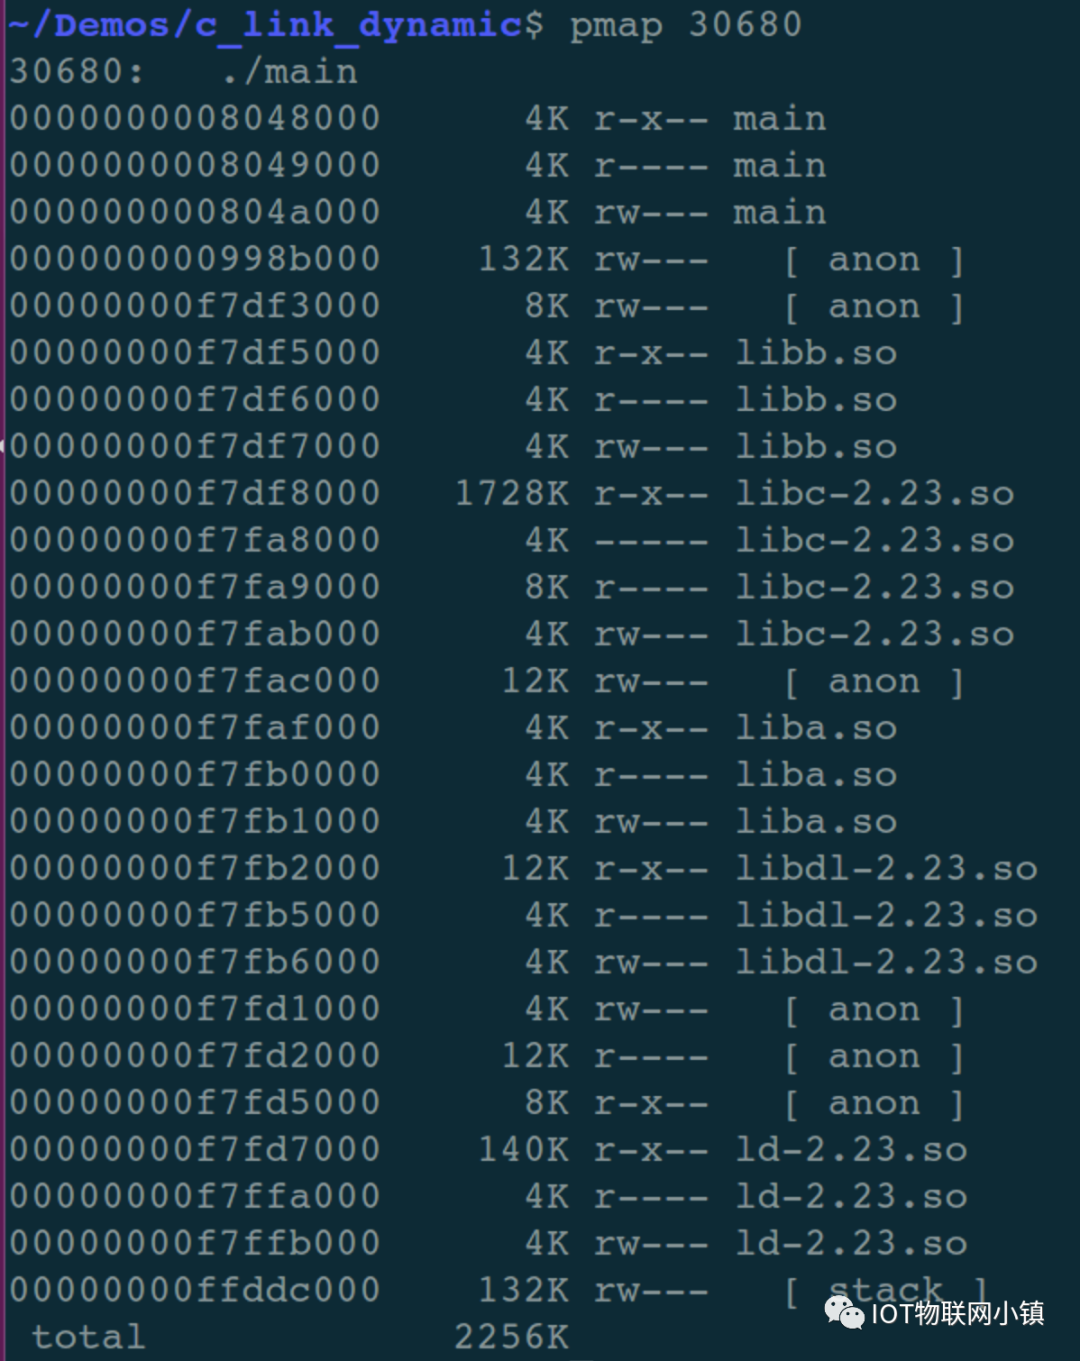 ~/Demos/c_link_dynamic$ pmap 30680
30680:   ./main
0000000008048000      4K r-x-- main
0000000008049000      4K r---- main
000000000804a000      4K rw--- main
000000000998b000    132K rw---   [ anon ]
00000000f7df3000      8K rw---   [ anon ]
00000000f7df5000      4K r-x-- libb.so
00000000f7df6000      4K r---- libb.so
00000000f7df7000      4K rw--- libb.so
00000000f7df8000   1728K r-x-- libc-2.23.so
00000000f7fa8000      4K ----- libc-2.23.so
00000000f7fa9000      8K r---- libc-2.23.so
00000000f7fab000      4K rw--- libc-2.23.so
00000000f7fac000     12K rw---   [ anon ]
00000000f7faf000      4K r-x-- liba.so
00000000f7fb0000      4K r---- liba.so
00000000f7fb1000      4K rw--- liba.so
00000000f7fb2000     12K r-x-- libdl-2.23.so
00000000f7fb5000      4K r---- libdl-2.23.so
00000000f7fb6000      4K rw--- libdl-2.23.so
00000000f7fd1000      4K rw---   [ anon ]
00000000f7fd2000     12K r----   [ anon ]
00000000f7fd5000      8K r-x--   [ anon ]
00000000f7fd7000    140K r-x-- ld-2.23.so
00000000f7ffa000      4K r---- ld-2.23.so
00000000f7ffb000      4K rw--- ld-2.23.so
00000000ffddc000    132K rw---   [ stack ]
IOT物联网小镇
 total             2256K